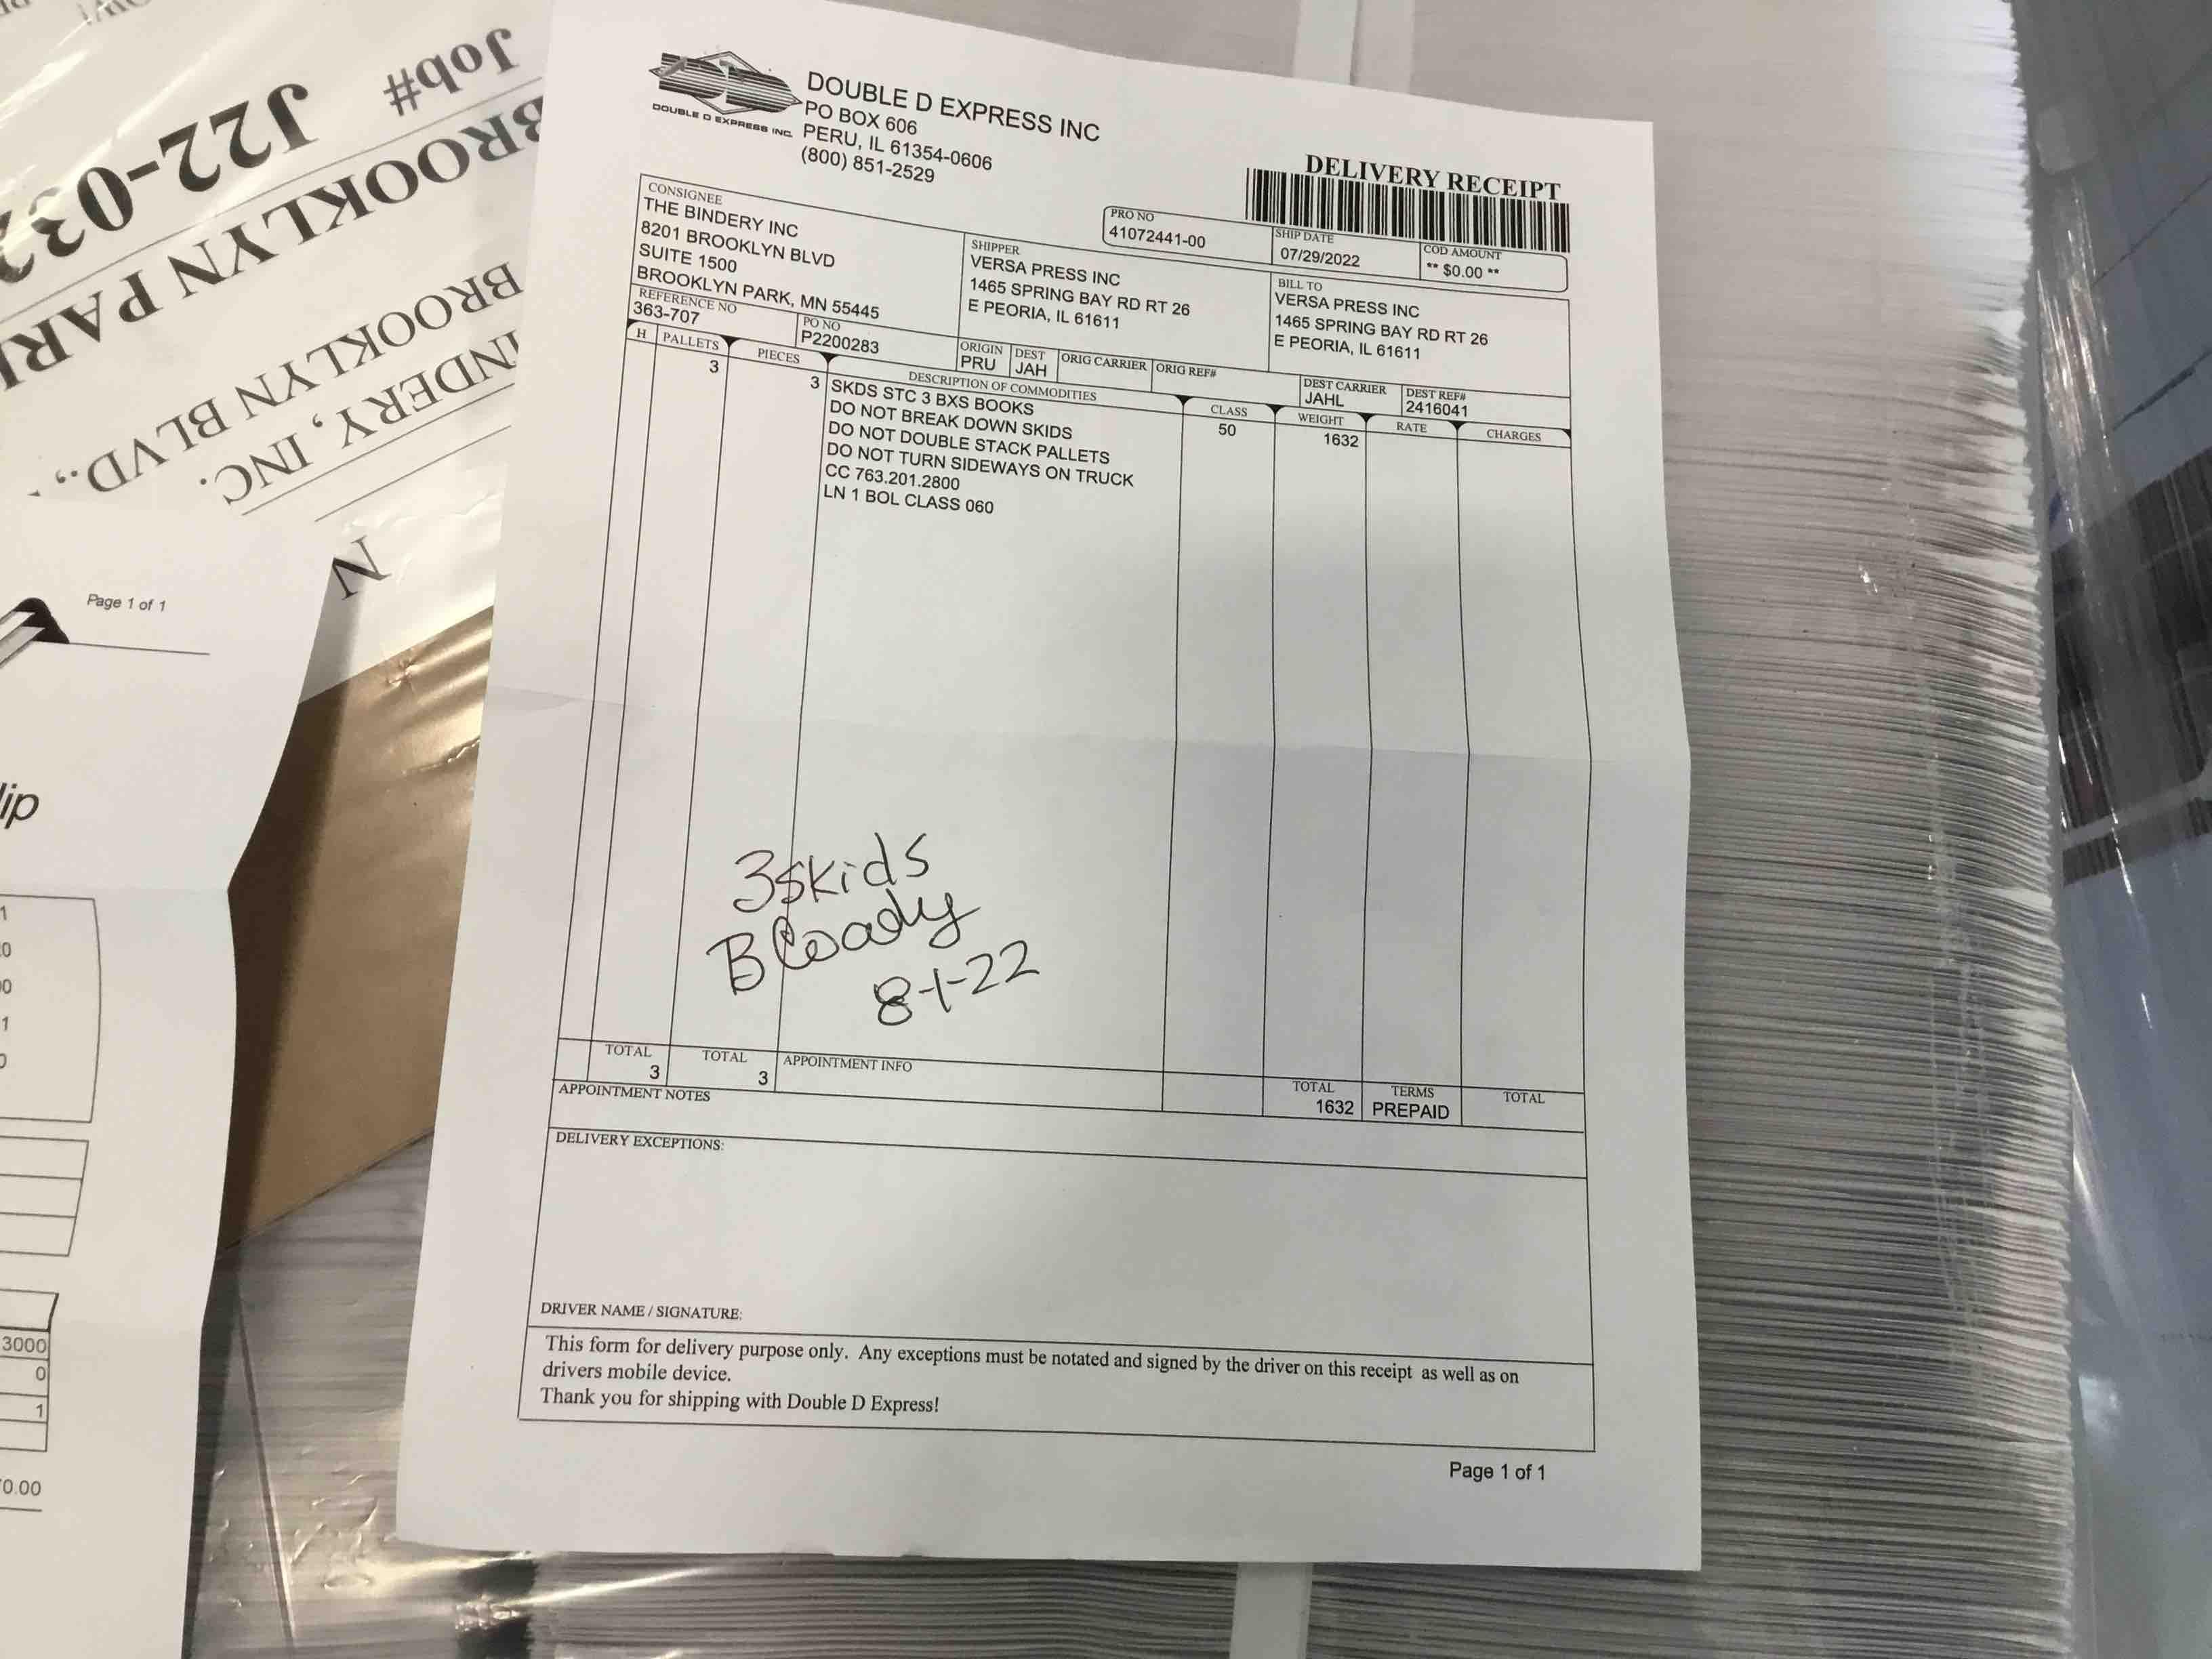 Job#
J22-03
BROOKLYN PAR
BROOKLYN
NDERY, INC.
BROOKLYN BLVD.,
N
Page 1 of 1
lip
1
0
00
1
0
3000
0
1
0.00
DOUBLE D EXPRESS INC.
DOUBLE D EXPRESS INC
PO BOX 606
PERU, IL 61354-0606
(800) 851-2529
DELIVERY RECEIPT
PRO NO
41072441-00
SHIP DATE
07/29/2022
COD AMOUNT
** $0.00 **
CONSIGNEE
THE BINDERY INC
8201 BROOKLYN BLVD
SUITE 1500
BROOKLYN PARK, MN 55445
SHIPPER
VERSA PRESS INC
1465 SPRING BAY RD RT 26
E PEORIA, IL 61611
BILL TO
VERSA PRESS INC
1465 SPRING BAY RD RT 26
E PEORIA, IL 61611
REFERENCE NO
363-707
PO NO
P2200283
ORIGIN
PRU
DEST
JAH
ORIG CARRIER
ORIG REF#
DEST CARRIER
JAHL
DEST REF#
2416041
H PALLETS PIECES DESCRIPTION OF COMMODITIES CLASS WEIGHT RATE CHARGES
3 3 SKDS STC 3 BXS BOOKS 50 1632
DO NOT BREAK DOWN SKIDS
DO NOT DOUBLE STACK PALLETS
DO NOT TURN SIDEWAYS ON TRUCK
CC 763.201.2800
LN 1 BOL CLASS 060
3 skids
8-1-22
TOTAL
3
TOTAL
3
APPOINTMENT INFO
TOTAL
1632
TERMS
PREPAID
TOTAL
APPOINTMENT NOTES
DELIVERY EXCEPTIONS:
DRIVER NAME / SIGNATURE:
This form for delivery purpose only. Any exceptions must be notated and signed by the driver on this receipt as well as on
drivers mobile device.
Thank you for shipping with Double D Express!
Page 1 of 1